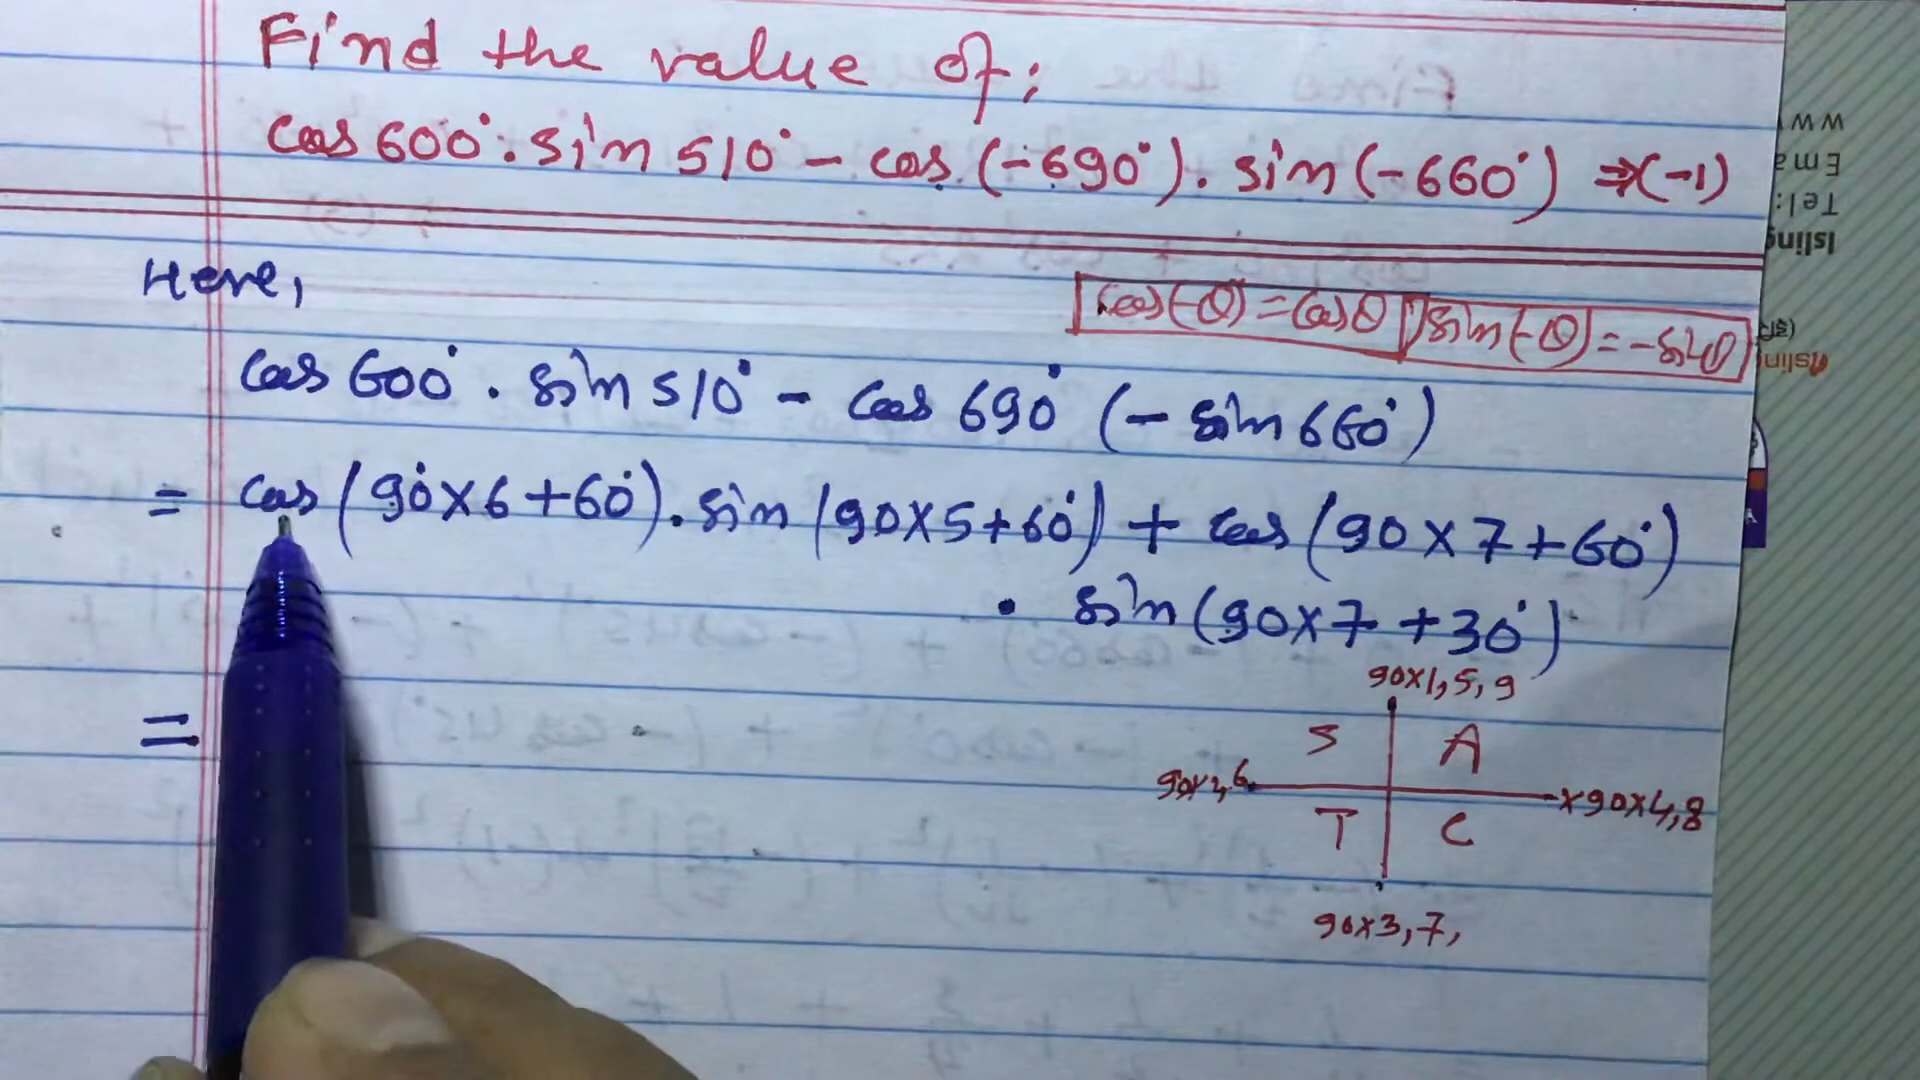 Find the value of;
cos 600° . sin 510° - cos (-690°) . sin (-660°) ⇒ (-1)
Here,
cos(-θ) = cosθ , sin(-θ) = -sinθ
cos 600° . sin 510° - cos 690° (- sin 660°)
= cos (90° × 6 + 60°) . sin (90 × 5 + 60°) + cos (90 × 7 + 60°)
. sin (90 × 7 + 30°)
=
90×1, 5, 9
S A
90×2, 6 ×90×4, 8
T C
90×3, 7,
Tel: